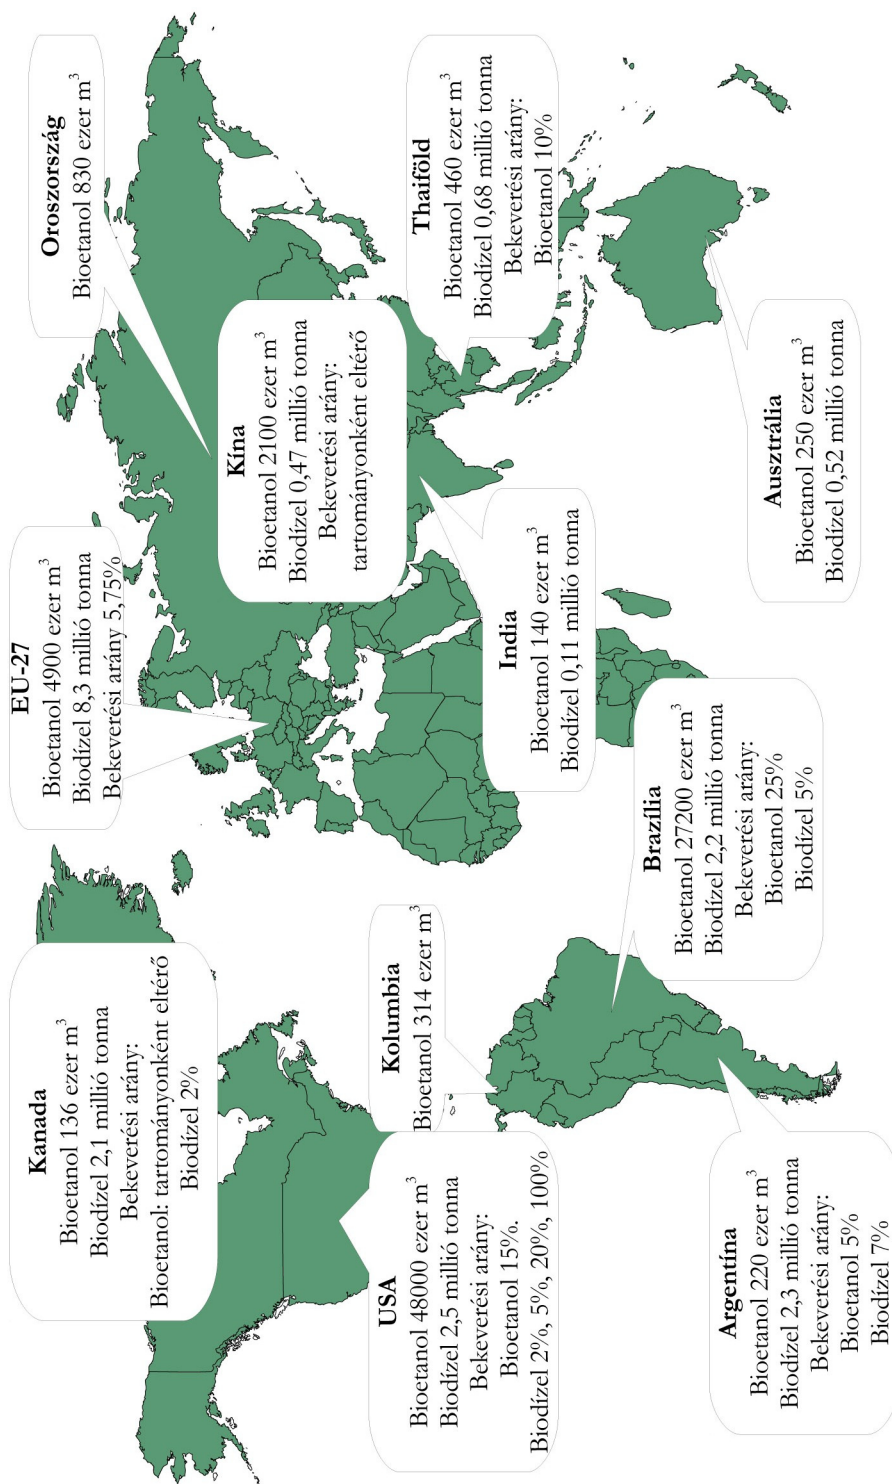 Kanada
Bioetanol 136 ezer m³
Biodízel 2,1 millió tonna
Bekeverési arány:
Bioetanol: tartományonként eltérő
Biodízel 2%
EU-27
Bioetanol 4900 ezer m³
Biodízel 8,3 millió tonna
Bekeverési arány 5,75%
Oroszország
Bioetanol 830 ezer m³
Kína
Bioetanol 2100 ezer m³
Biodízel 0,47 millió tonna
Bekeverési arány:
tartományonként eltérő
USA
Bioetanol 48000 ezer m³
Biodízel 2,5 millió tonna
Bekeverési arány:
Bioetanol 15%.
Biodízel 2%, 5%, 20%, 100%
Kolumbia
Bioetanol 314 ezer m³
India
Bioetanol 140 ezer m³
Biodízel 0,11 millió tonna
Thaiföld
Bioetanol 460 ezer m³
Biodízel 0,68 millió tonna
Bekeverési arány:
Bioetanol 10%
Argentína
Bioetanol 220 ezer m³
Biodízel 2,3 millió tonna
Bekeverési arány:
Bioetanol 5%
Biodízel 7%
Brazília
Bioetanol 27200 ezer m³
Biodízel 2,2 millió tonna
Bekeverési arány:
Bioetanol 25%
Biodízel 5%
Ausztrália
Bioetanol 250 ezer m³
Biodízel 0,52 millió tonna